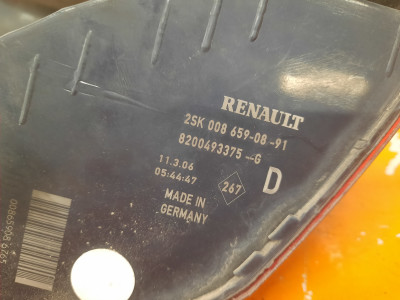 RENAULT
2SK 008 659-08 -91
8200493375 -G
11.3.06
05:44:47
267
D
MADE IN
GERMANY